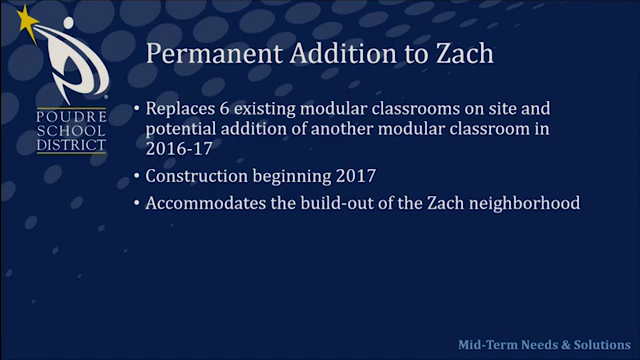 Permanent Addition to Zach
POUDRE
SCHOOL
DISTRICT
• Replaces 6 existing modular classrooms on site and
potential addition of another modular classroom in
2016-17
• Construction beginning 2017
• Accommodates the build-out of the Zach neighborhood
Mid-Term Needs & Solutions